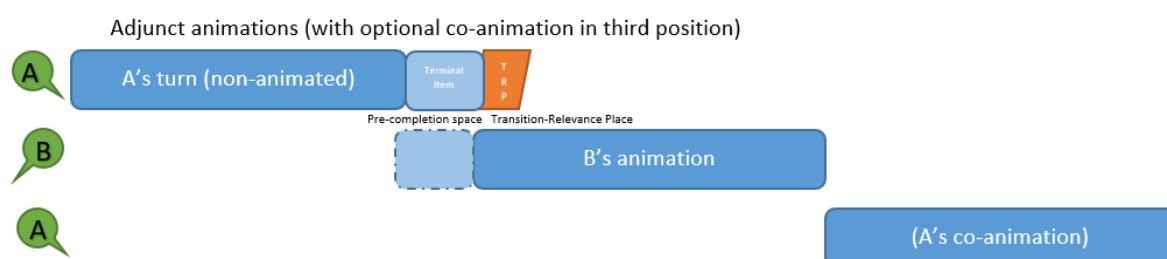 Adjunct animations (with optional co-animation in third position)
A
A's turn (non-animated)
Terminal
item
T
R
P
Pre-completion space
Transition-Relevance Place
B
B's animation
A
(A's co-animation)